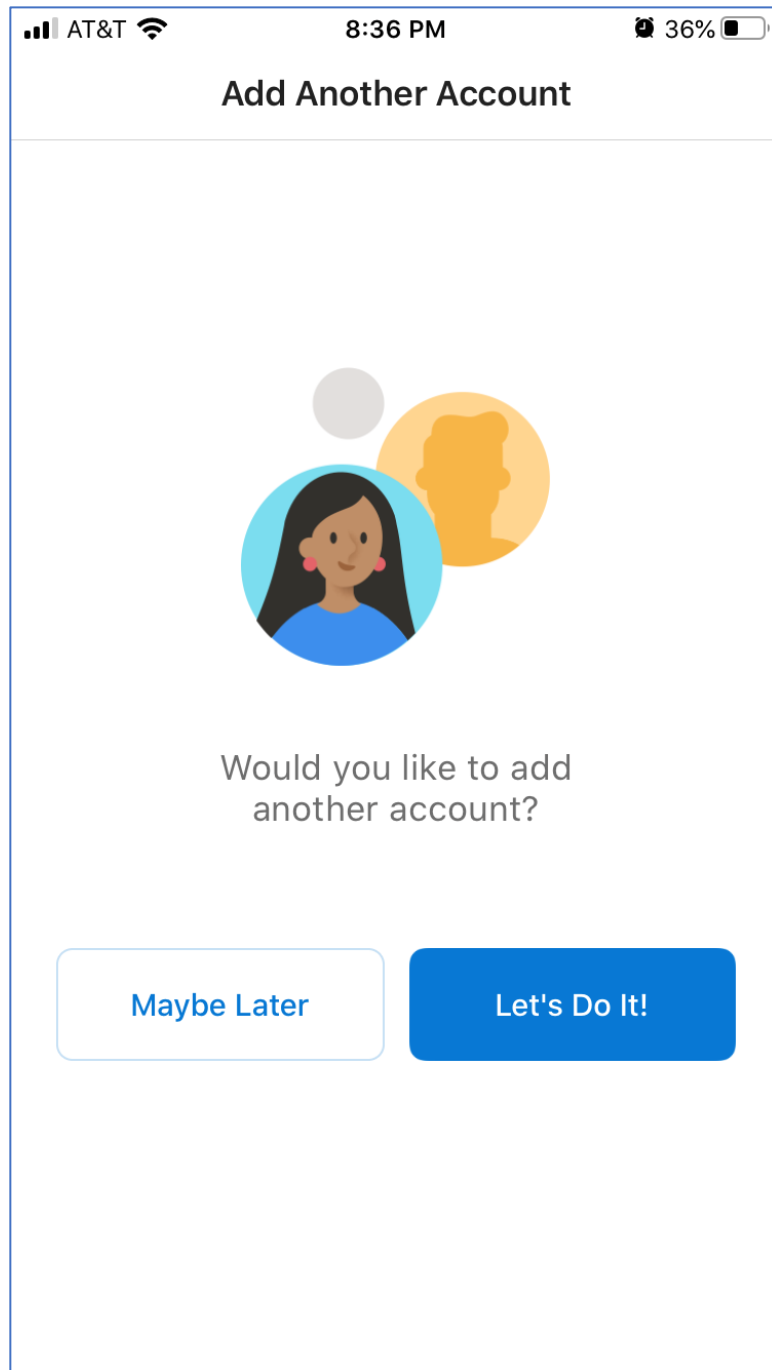 AT&T 8:36 PM 36%
Add Another Account
Would you like to add
another account?
Maybe Later Let's Do It!